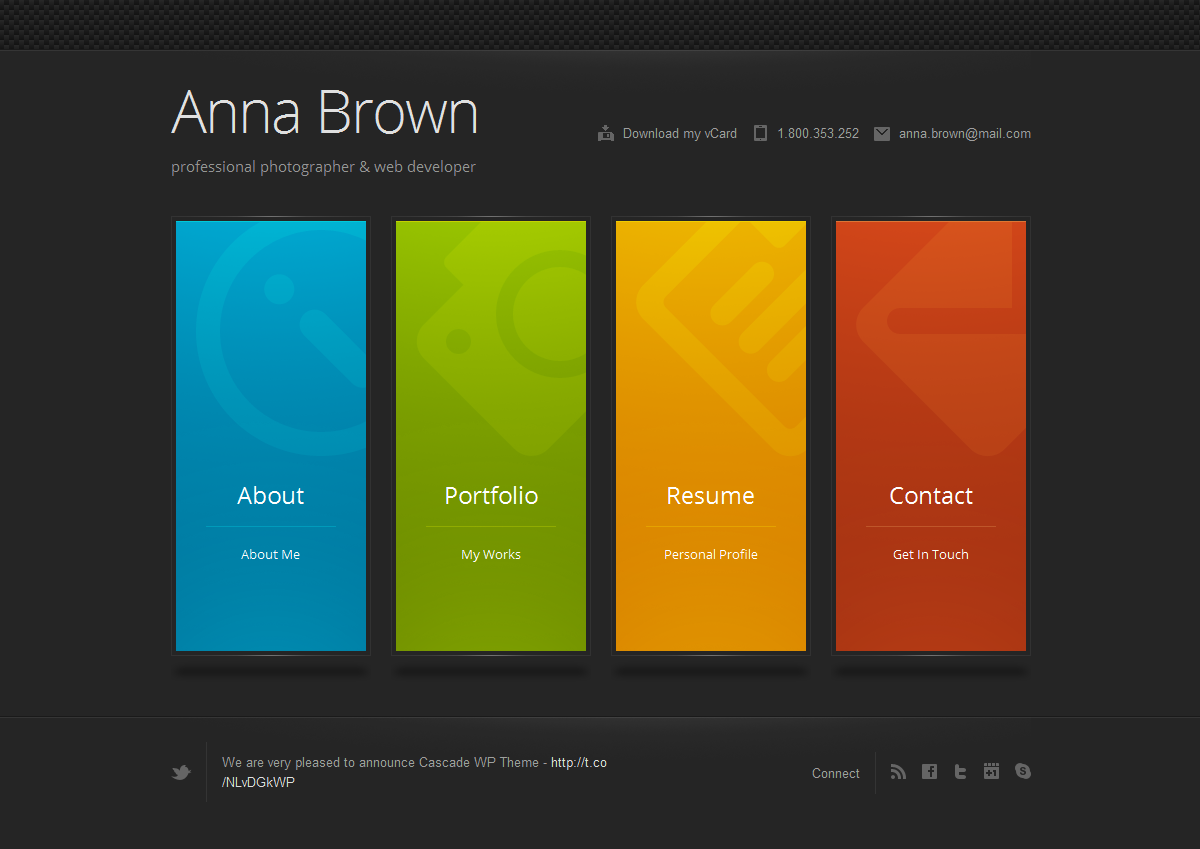 Anna Brown
professional photographer & web developer
Download my vCard
1.800.353.252
anna.brown@mail.com
About
About Me
Portfolio
My Works
Resume
Personal Profile
Contact
Get In Touch
We are very pleased to announce Cascade WP Theme - http://t.co
/NLvDGkWP
Connect